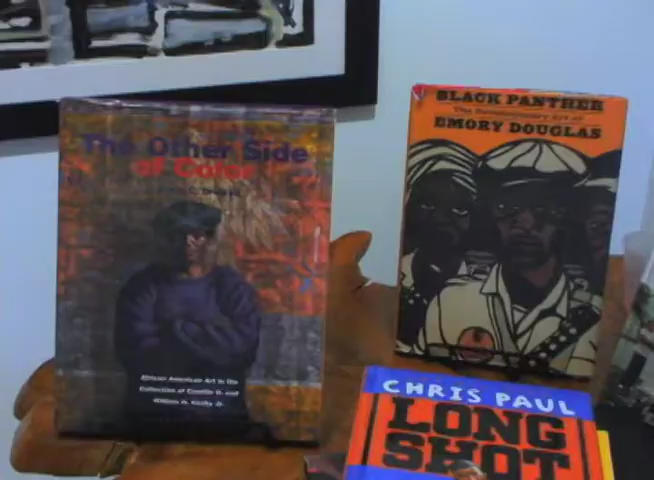 The Other Side
of Color
African American Art in the
Collection of Camille O. and
William H. Cosby Jr.
BLACK PANTHER
The Revolutionary Art of
EMORY DOUGLAS
CHRIS PAUL
LONG
SHOT